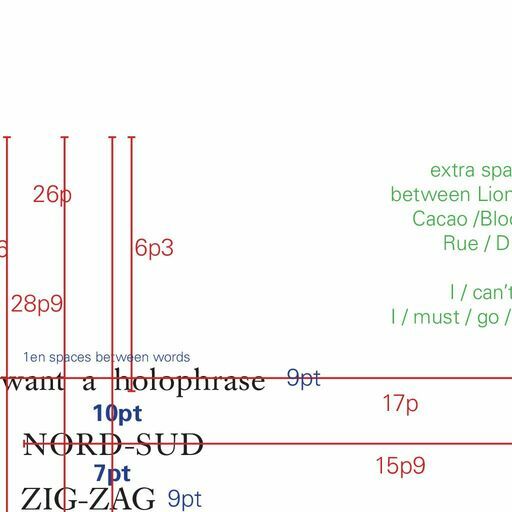 extra spa
between Lion
26p
Cacao /Bloo
Rue / D
6
6p3
I / can't
28p9
I / must / go /
1en spaces between words
want a holophrase 9pt
17p
10pt
NORD-SUD
15p9
7pt
ZIG-ZAG 9pt